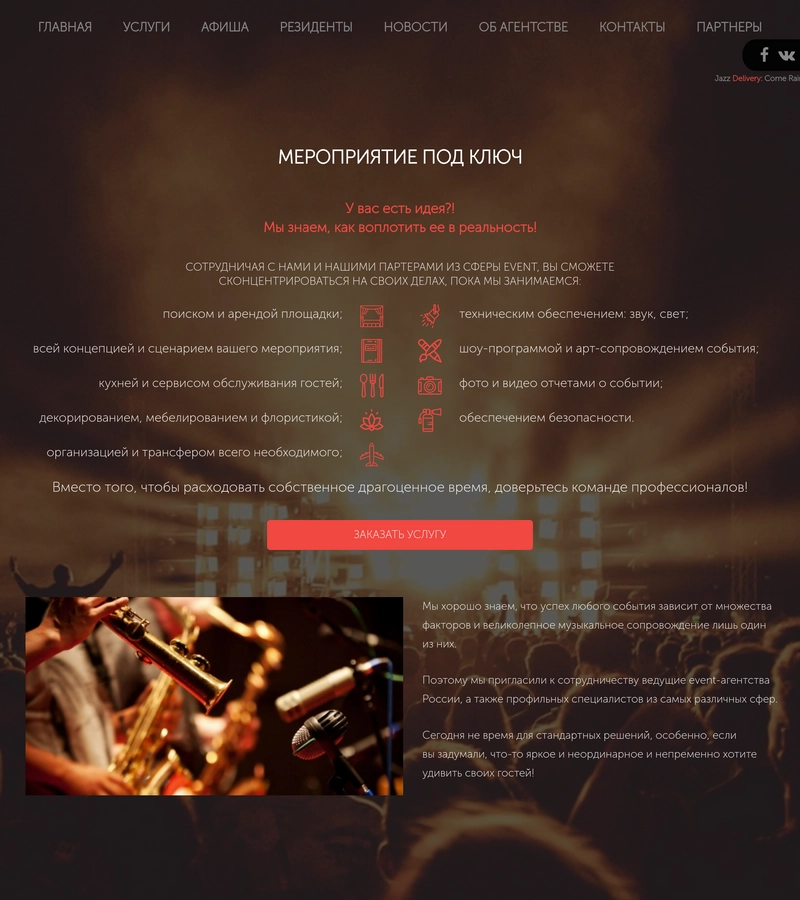 ГЛАВНАЯ УСЛУГИ АФИША РЕЗИДЕНТЫ НОВОСТИ ОБ АГЕНТСТВЕ КОНТАКТЫ ПАРТНЕРЫ
Jazz Delivery: Come
МЕРОПРИЯТИЕ ПОД КЛЮЧ
У вас есть идея?!
Мы знаем, как воплотить ее в реальность!
СОТРУДНИЧАЯ С НАМИ И НАШИМИ ПАРТЕРАМИ ИЗ СФЕРЫ EVENT, ВЫ СМОЖЕТЕ
СКОНЦЕНТРИРОВАТЬСЯ НА СВОИХ ДЕЛАХ, ПОКА МЫ ЗАНИМАЕМСЯ:
поиском и арендой площадки;
всей концепцией и сценарием вашего мероприятия;
кухней и сервисом обслуживания гостей;
декорированием, мебелированием и флористикой;
организацией и трансфером всего необходимого;
техническим обеспечением: звук, свет;
шоу-программой и арт-сопровождением события;
фото и видео отчетами о событии;
обеспечением безопасности.
Вместо того, чтобы расходовать собственное драгоценное время, доверьтесь команде профессионалов!
ЗАКАЗАТЬ УСЛУГУ
Мы хорошо знаем, что успех любого события зависит от множества
факторов и великолепное музыкальное сопровождение лишь один
из них.
Поэтому мы пригласили к сотрудничеству ведущие event-агентства
России, а также профильных специалистов из самых различных сфер.
Сегодня не время для стандартных решений, особенно, если
вы задумали, что-то яркое и неординарное и непременно хотите
удивить своих гостей!